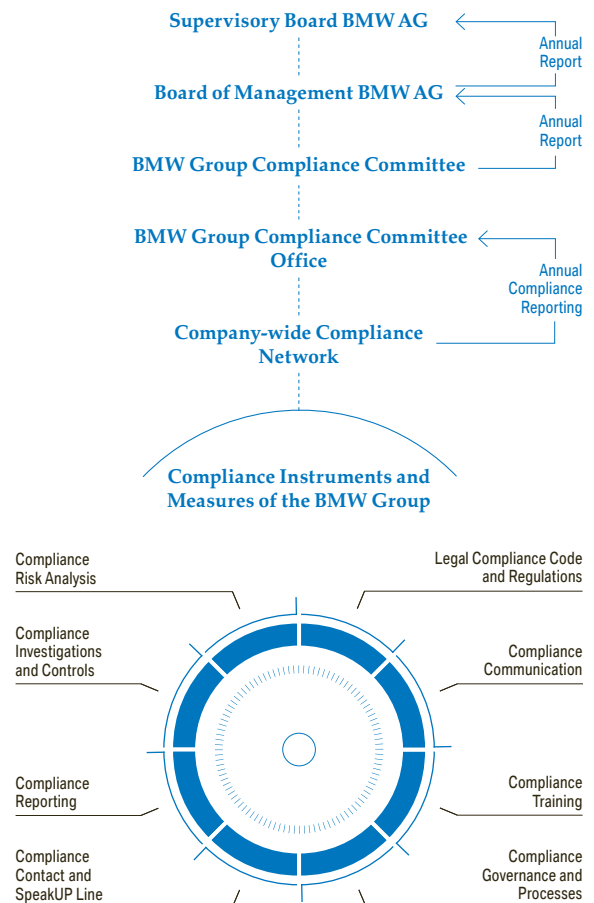 Supervisory Board BMW AG
Annual
Report
Board of Management BMW AG
Annual
Report
BMW Group Compliance Committee
BMW Group Compliance Committee
Office
Annual
Compliance
Reporting
Company-wide Compliance
Network
Compliance Instruments and
Measures of the BMW Group
Compliance
Risk Analysis
Legal Compliance Code
and Regulations
Compliance
Investigations
and Controls
Compliance
Communication
Compliance
Reporting
Compliance
Training
Compliance
Contact and
SpeakUP Line
Compliance
Governance and
Processes